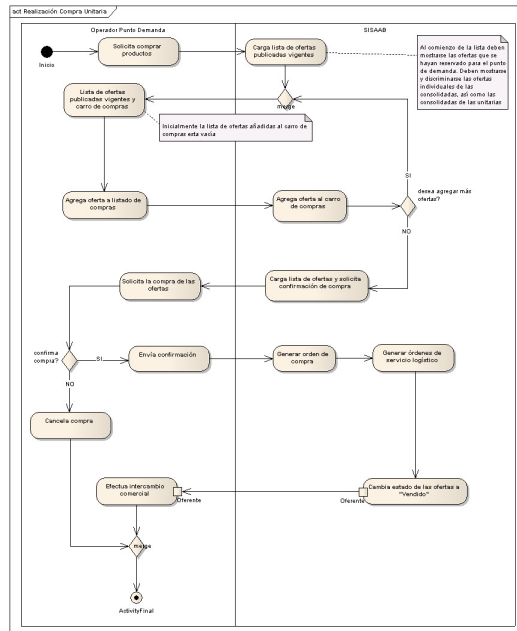 act Realización Compra Unitaria
Operador Punto Demanda
SISAAB
Inicio
Solicita comprar
productos
Carga lista de ofertas
publicadas vigentes
Al comienzo de la lista deben
mostrarse las ofertas que se
hayan reservado para el punto
de demanda. Deben mostrarse
y discriminarse las ofertas
individuales de las
consolidadas, así como las
consolidadas de las unitarias
Lista de ofertas
publicadas vigentes y
carro de compras
merge
Inicialmente la lista de ofertas añadidas al carro de
compras esta vacía
SI
Agrega oferta a listado de
compras
Agrega oferta al carro
de compras
desea agregar más
ofertas?
NO
Solicita la compra de las
ofertas
Carga lista de ofertas y solicita
confirmación de compra
confirma
compra?
SI
Envía confirmación
Generar orden de
compra
Generar órdenes de
servicio logístico
NO
Cancela compra
Efectua intercambio
comercial
Oferente
Oferente
Cambia estado de las ofertas a
"Vendido"
merge
ActivityFinal